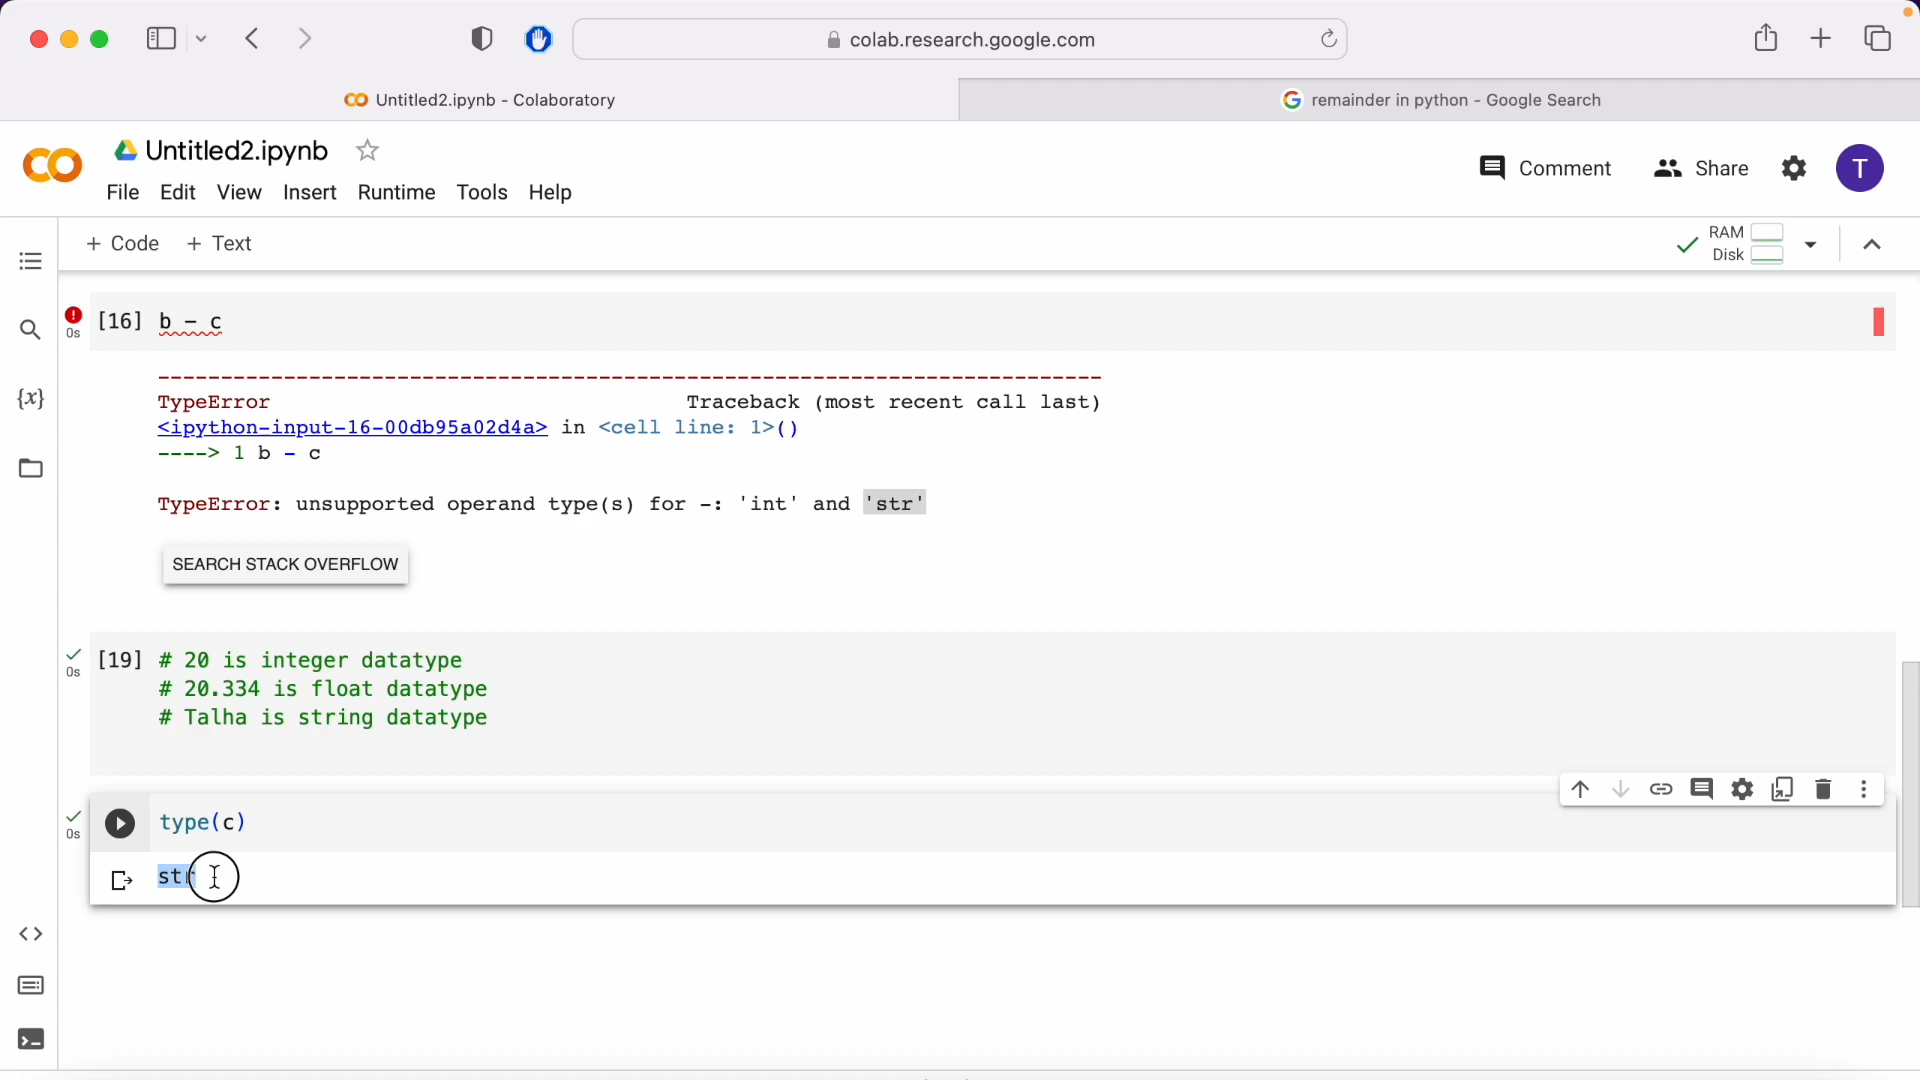 colab.research.google.com
Untitled2.ipynb - Colaboratory
remainder in python - Google Search
Untitled2.ipynb
Comment
Share
T
File Edit View Insert Runtime Tools Help
+ Code + Text
RAM
Disk
[16] b - c
0s
---------------------------------------------------------------------------
TypeError Traceback (most recent call last)
<ipython-input-16-00db95a02d4a> in <cell line: 1>()
----> 1 b - c
TypeError: unsupported operand type(s) for -: 'int' and 'str'
SEARCH STACK OVERFLOW
[19] # 20 is integer datatype
0s
# 20.334 is float datatype
# Talha is string datatype
type(c)
0s
str